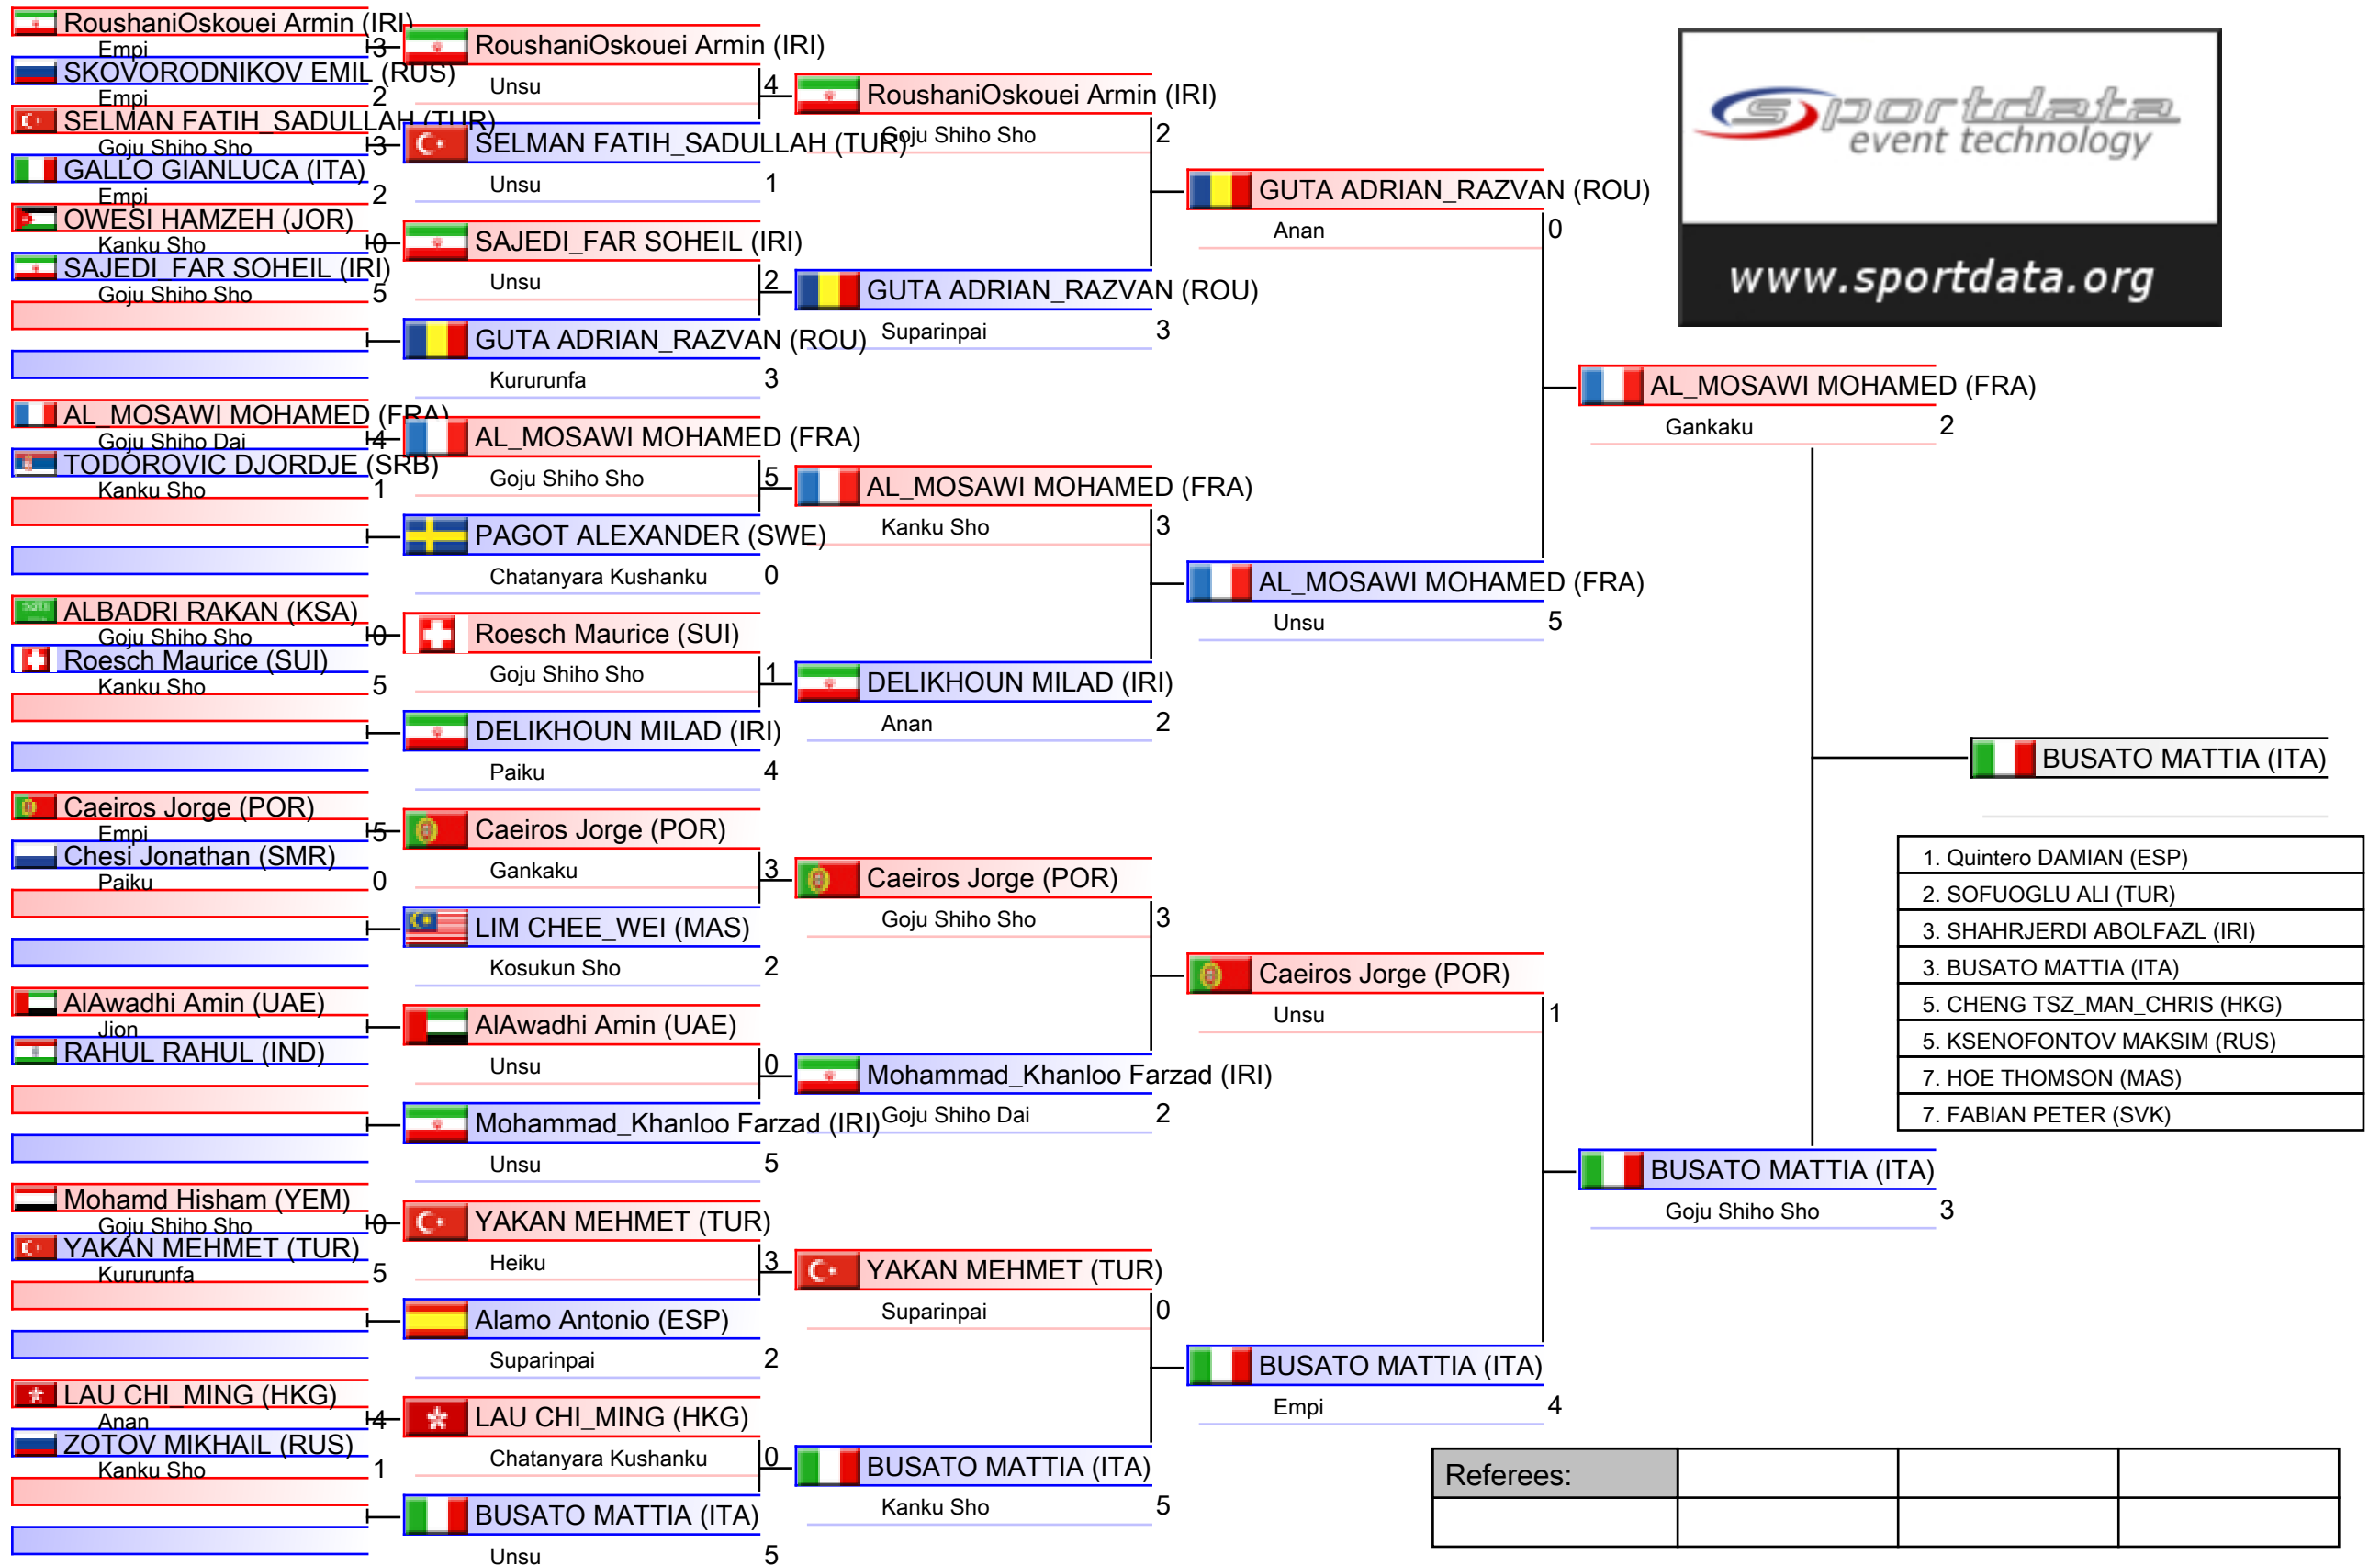 RoushaniOskouei Armin (IRI)
Empi 3
SKOVORODNIKOV EMIL (RUS)
Empi 2
SELMAN FATIH_SADULLAH (TUR)
Goju Shiho Sho 3
GALLO GIANLUCA (ITA)
Empi 2
OWESI HAMZEH (JOR)
Kanku Sho 0
SAJEDI_FAR SOHEIL (IRI)
Goju Shiho Sho 5
AL_MOSAWI MOHAMED (FRA)
Goju Shiho Dai 4
TODOROVIC DJORDJE (SRB)
Kanku Sho 1
ALBADRI RAKAN (KSA)
Goju Shiho Sho 0
Roesch Maurice (SUI)
Kanku Sho 5
Caeiros Jorge (POR)
Empi 5
Chesi Jonathan (SMR)
Paiku 0
AlAwadhi Amin (UAE)
Jion
RAHUL RAHUL (IND)
Mohamd Hisham (YEM)
Goju Shiho Sho 0
YAKAN MEHMET (TUR)
Kururunfa 5
LAU CHI_MING (HKG)
Anan 4
ZOTOV MIKHAIL (RUS)
Kanku Sho 1
RoushaniOskouei Armin (IRI)
Unsu 4
SELMAN FATIH_SADULLAH (TUR)
Unsu 1
SAJEDI_FAR SOHEIL (IRI)
Unsu 2
GUTA ADRIAN_RAZVAN (ROU)
Kururunfa 3
AL_MOSAWI MOHAMED (FRA)
Goju Shiho Sho 5
PAGOT ALEXANDER (SWE)
Chatanyara Kushanku 0
Roesch Maurice (SUI)
Goju Shiho Sho 1
DELIKHOUN MILAD (IRI)
Paiku 4
Caeiros Jorge (POR)
Gankaku 3
LIM CHEE_WEI (MAS)
Kosukun Sho 2
AlAwadhi Amin (UAE)
Unsu 0
Mohammad_Khanloo Farzad (IRI)
Unsu 5
YAKAN MEHMET (TUR)
Heiku 3
Alamo Antonio (ESP)
Suparinpai 2
LAU CHI_MING (HKG)
Chatanyara Kushanku 0
BUSATO MATTIA (ITA)
Unsu 5
RoushaniOskouei Armin (IRI)
Goju Shiho Sho 2
GUTA ADRIAN_RAZVAN (ROU)
Suparinpai 3
AL_MOSAWI MOHAMED (FRA)
Kanku Sho 3
DELIKHOUN MILAD (IRI)
Anan 2
Caeiros Jorge (POR)
Goju Shiho Sho 3
Mohammad_Khanloo Farzad (IRI)
Goju Shiho Dai 2
YAKAN MEHMET (TUR)
Suparinpai 0
BUSATO MATTIA (ITA)
Kanku Sho 5
GUTA ADRIAN_RAZVAN (ROU)
Anan 0
AL_MOSAWI MOHAMED (FRA)
Unsu 5
Caeiros Jorge (POR)
Unsu 1
BUSATO MATTIA (ITA)
Empi 4
AL_MOSAWI MOHAMED (FRA)
Gankaku 2
BUSATO MATTIA (ITA)
Goju Shiho Sho 3
BUSATO MATTIA (ITA)
sportdata
event technology
www.sportdata.org
1. Quintero DAMIAN (ESP)
2. SOFUOGLU ALI (TUR)
3. SHAHRJERDI ABOLFAZL (IRI)
3. BUSATO MATTIA (ITA)
5. CHENG TSZ_MAN_CHRIS (HKG)
5. KSENOFONTOV MAKSIM (RUS)
7. HOE THOMSON (MAS)
7. FABIAN PETER (SVK)
Referees: